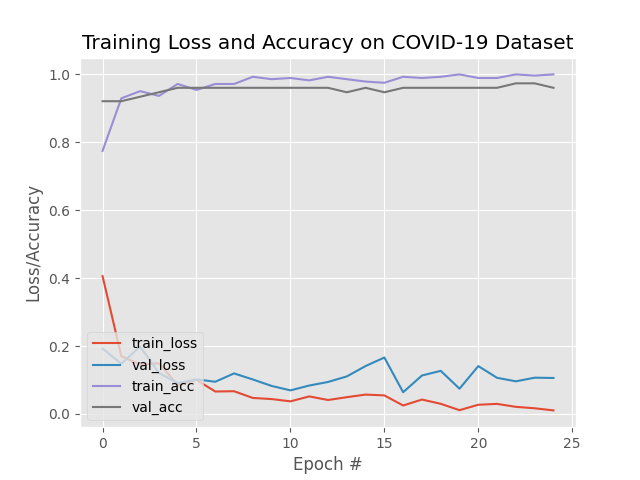 Training Loss and Accuracy on COVID-19 Dataset
1.0
0.8
0.6
0.4
0.2
0.0
Loss/Accuracy
train_loss
val_loss
train_acc
val_acc
0
5
10
15
20
25
Epoch #